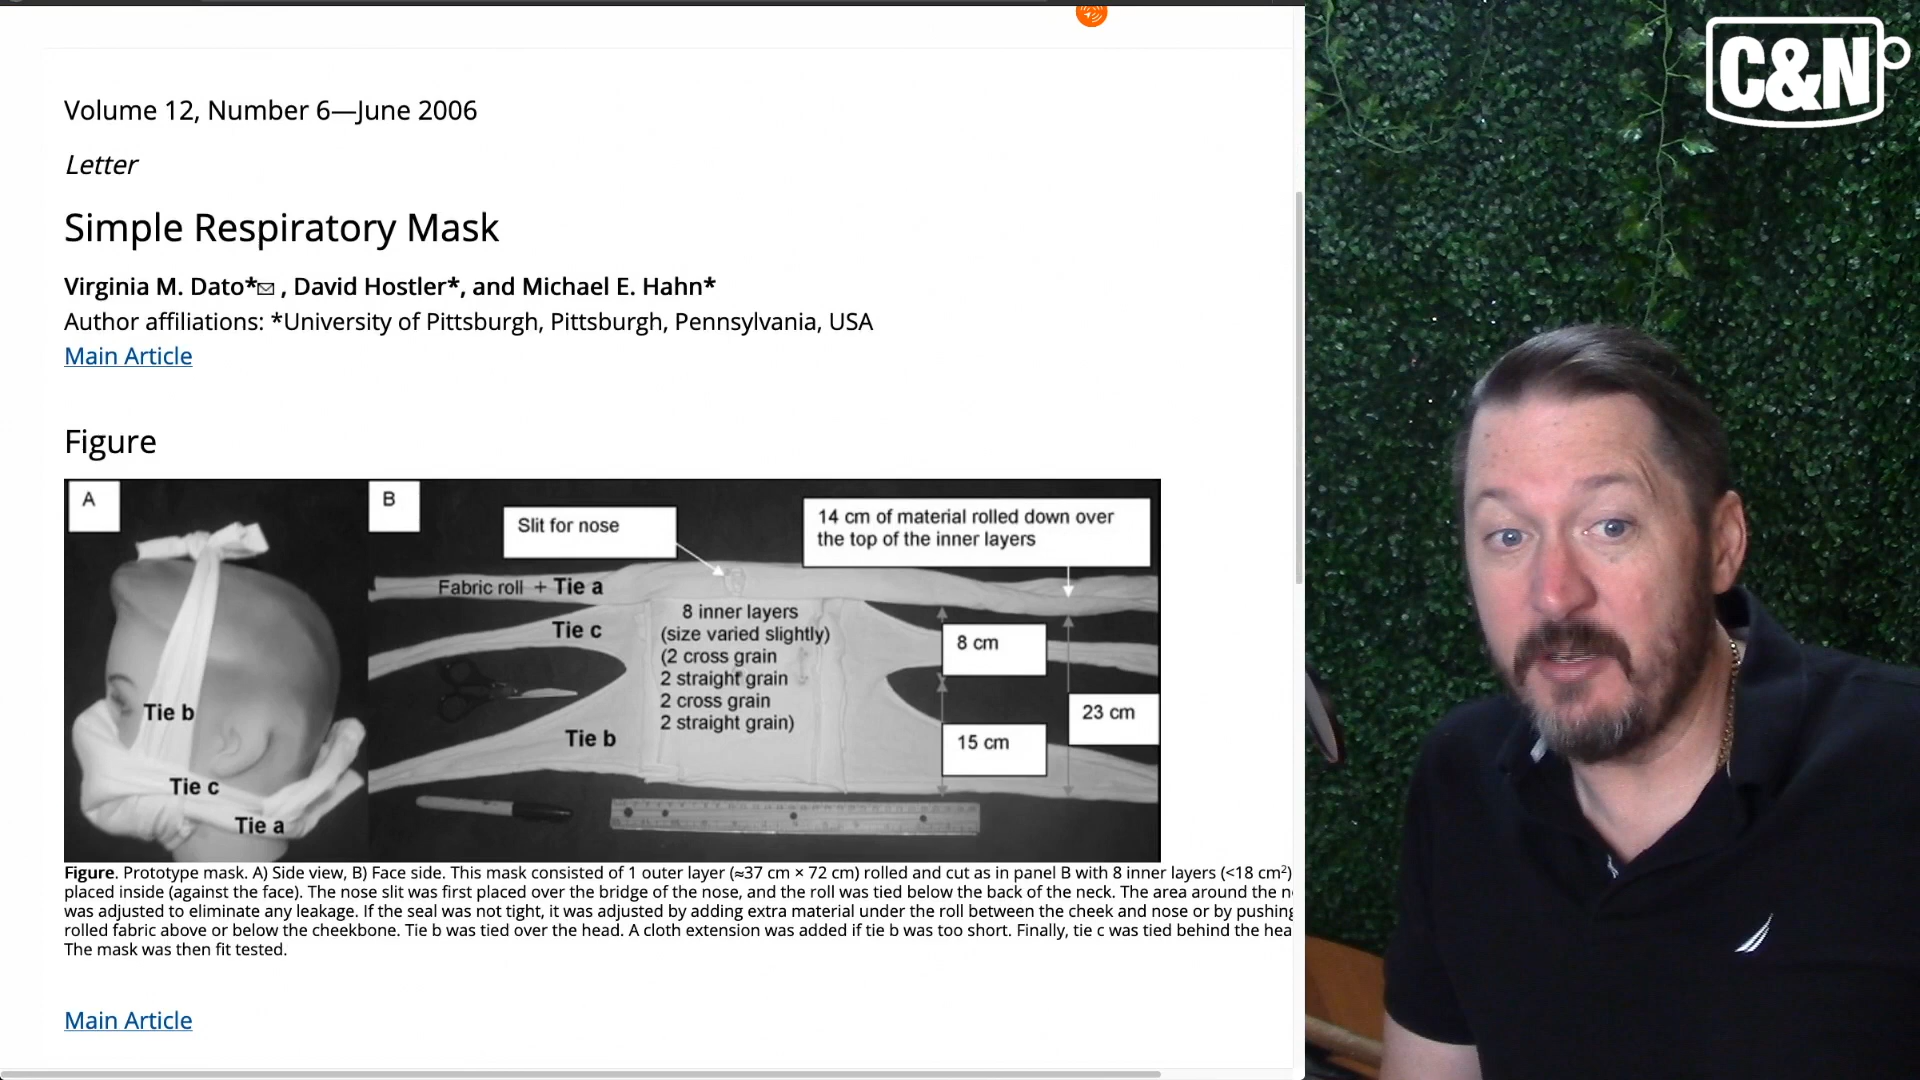 C&N
Volume 12, Number 6—June 2006
Letter
Simple Respiratory Mask
Virginia M. Dato* , David Hostler*, and Michael E. Hahn*
Author affiliations: *University of Pittsburgh, Pittsburgh, Pennsylvania, USA
Main Article
Figure
A
Tie b
Tie c
Tie a
B
Slit for nose
14 cm of material rolled down over
the top of the inner layers
Fabric roll + Tie a
Tie c
8 inner layers
(size varied slightly)
(2 cross grain
2 straight grain
2 cross grain
2 straight grain)
Tie b
8 cm
23 cm
15 cm
Figure. Prototype mask. A) Side view, B) Face side. This mask consisted of 1 outer layer (≈37 cm × 72 cm) rolled and cut as in panel B with 8 inner layers (<18 cm²)
placed inside (against the face). The nose slit was first placed over the bridge of the nose, and the roll was tied below the back of the neck. The area around the
was adjusted to eliminate any leakage. If the seal was not tight, it was adjusted by adding extra material under the roll between the cheek and nose or by pushing
rolled fabric above or below the cheekbone. Tie b was tied over the head. A cloth extension was added if tie b was too short. Finally, tie c was tied behind the hea
The mask was then fit tested.
Main Article